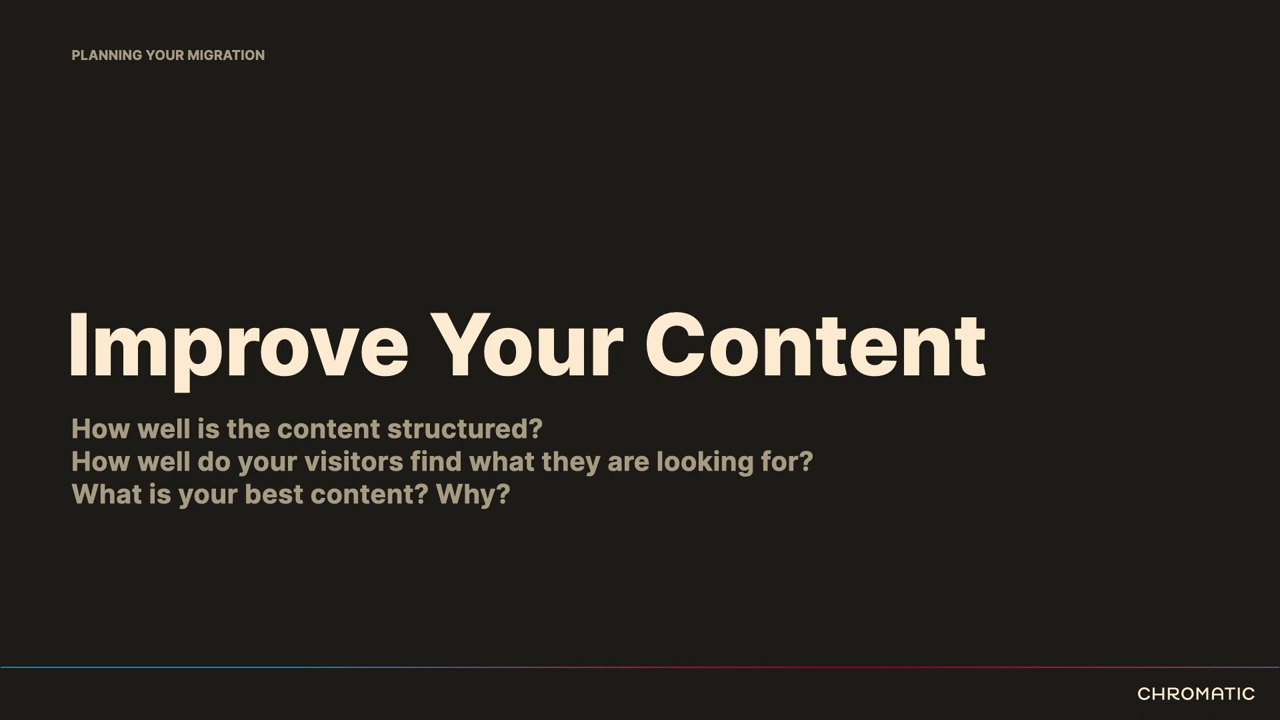 PLANNING YOUR MIGRATION
Improve Your Content
How well is the content structured?
How well do your visitors find what they are looking for?
What is your best content? Why?
CHROMATIC